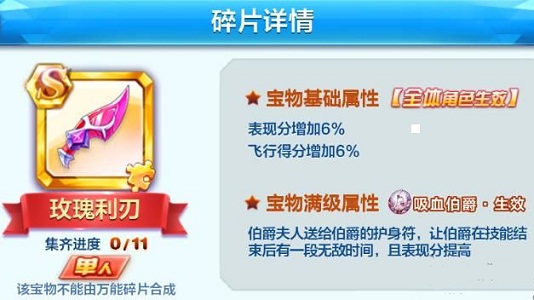 碎片详情
S
玫瑰利刃
集齐进度 0/11
单人
该宝物不能由万能碎片合成
★ 宝物基础属性 【全体角色生效】
表现分增加6%
飞行得分增加6%
★ 宝物满级属性 吸血伯爵·生效
伯爵夫人送给伯爵的护身符，让伯爵在技能结
束后有一段无敌时间，且表现分提高